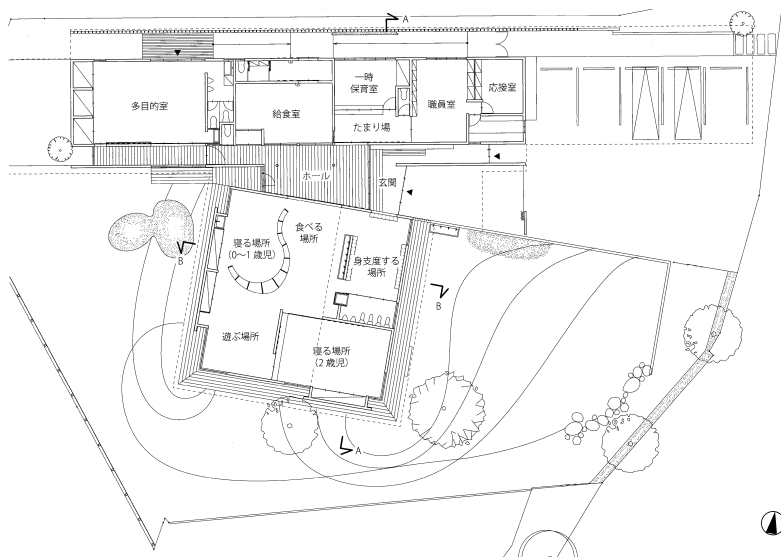 A
多目的室
給食室
一時
保育室
たまり場
職員室
応接室
ホール
玄関
寝る場所
(0〜1 歳児)
食べる
場所
身支度する
場所
B
B
遊ぶ場所
寝る場所
(2 歳児)
A